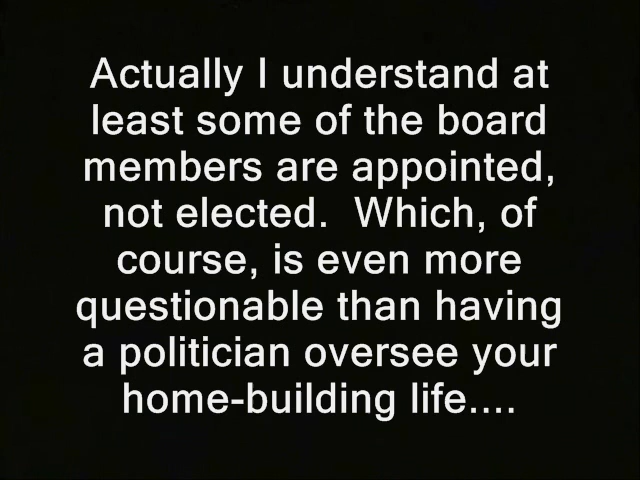 Actually I understand at
least some of the board
members are appointed,
not elected.  Which, of
course, is even more
questionable than having
a politician oversee your
home-building life....